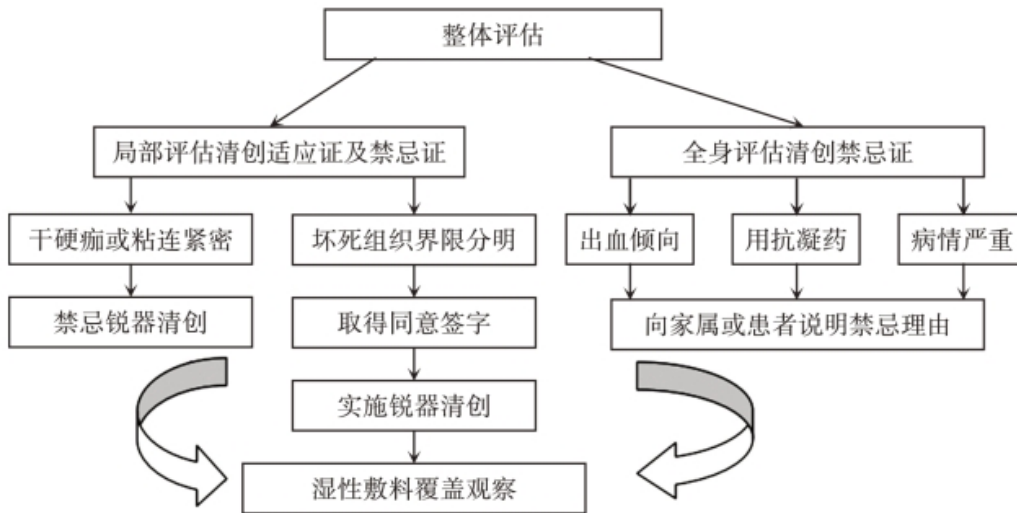 整体评估
局部评估清创适应证及禁忌证
全身评估清创禁忌证
干硬痂或粘连紧密
坏死组织界限分明
出血倾向
用抗凝药
病情严重
禁忌锐器清创
取得同意签字
向家属或患者说明禁忌理由
实施锐器清创
湿性敷料覆盖观察